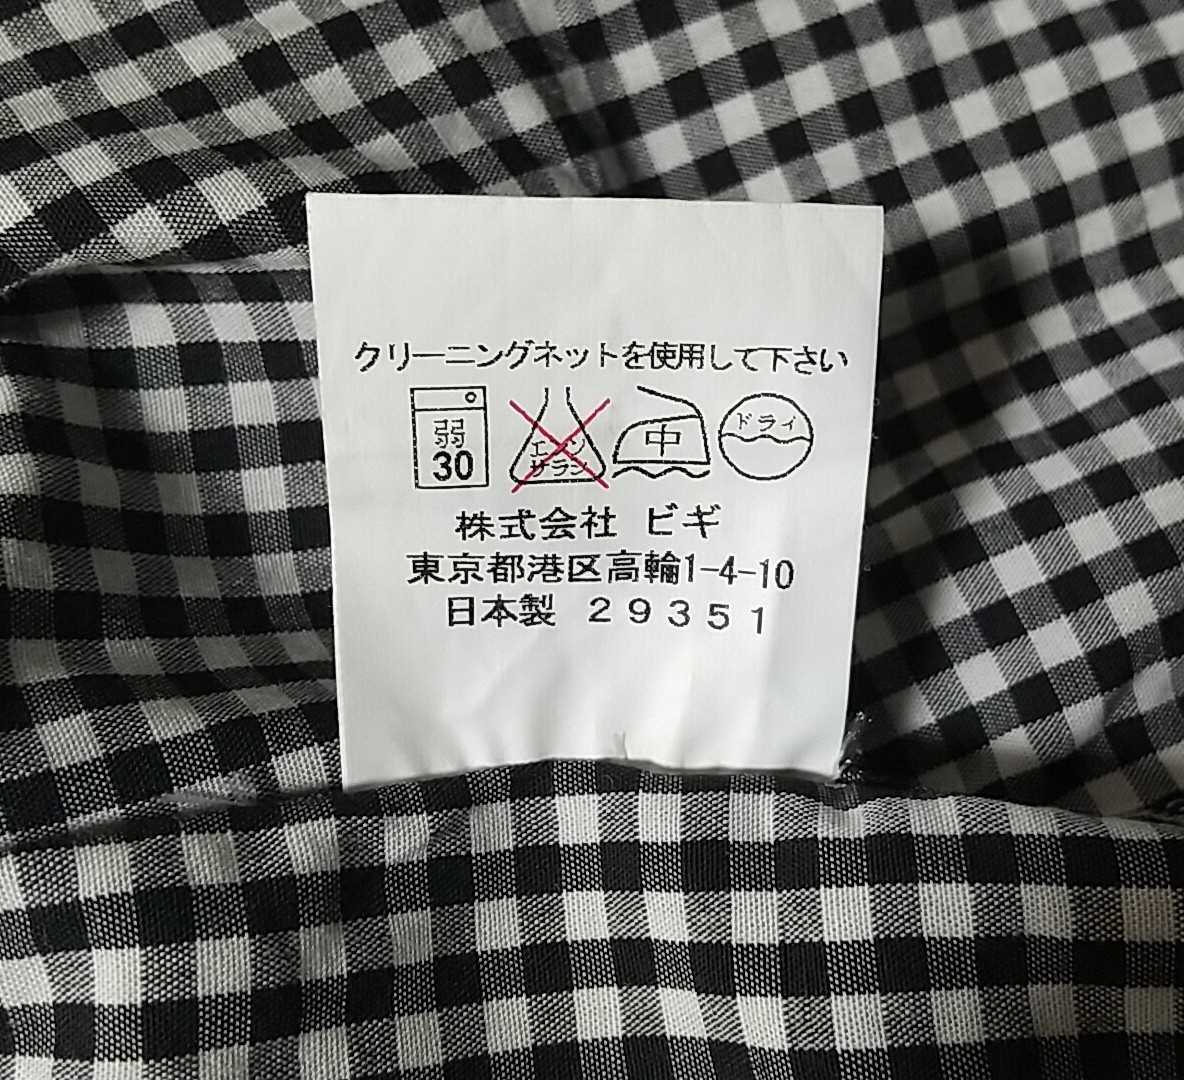 クリーニングネットを使用して下さい
弱 30 エンソ サラシ 中 ドライ
株式会社 ビギ
東京都港区高輪1-4-10
日本製 29351